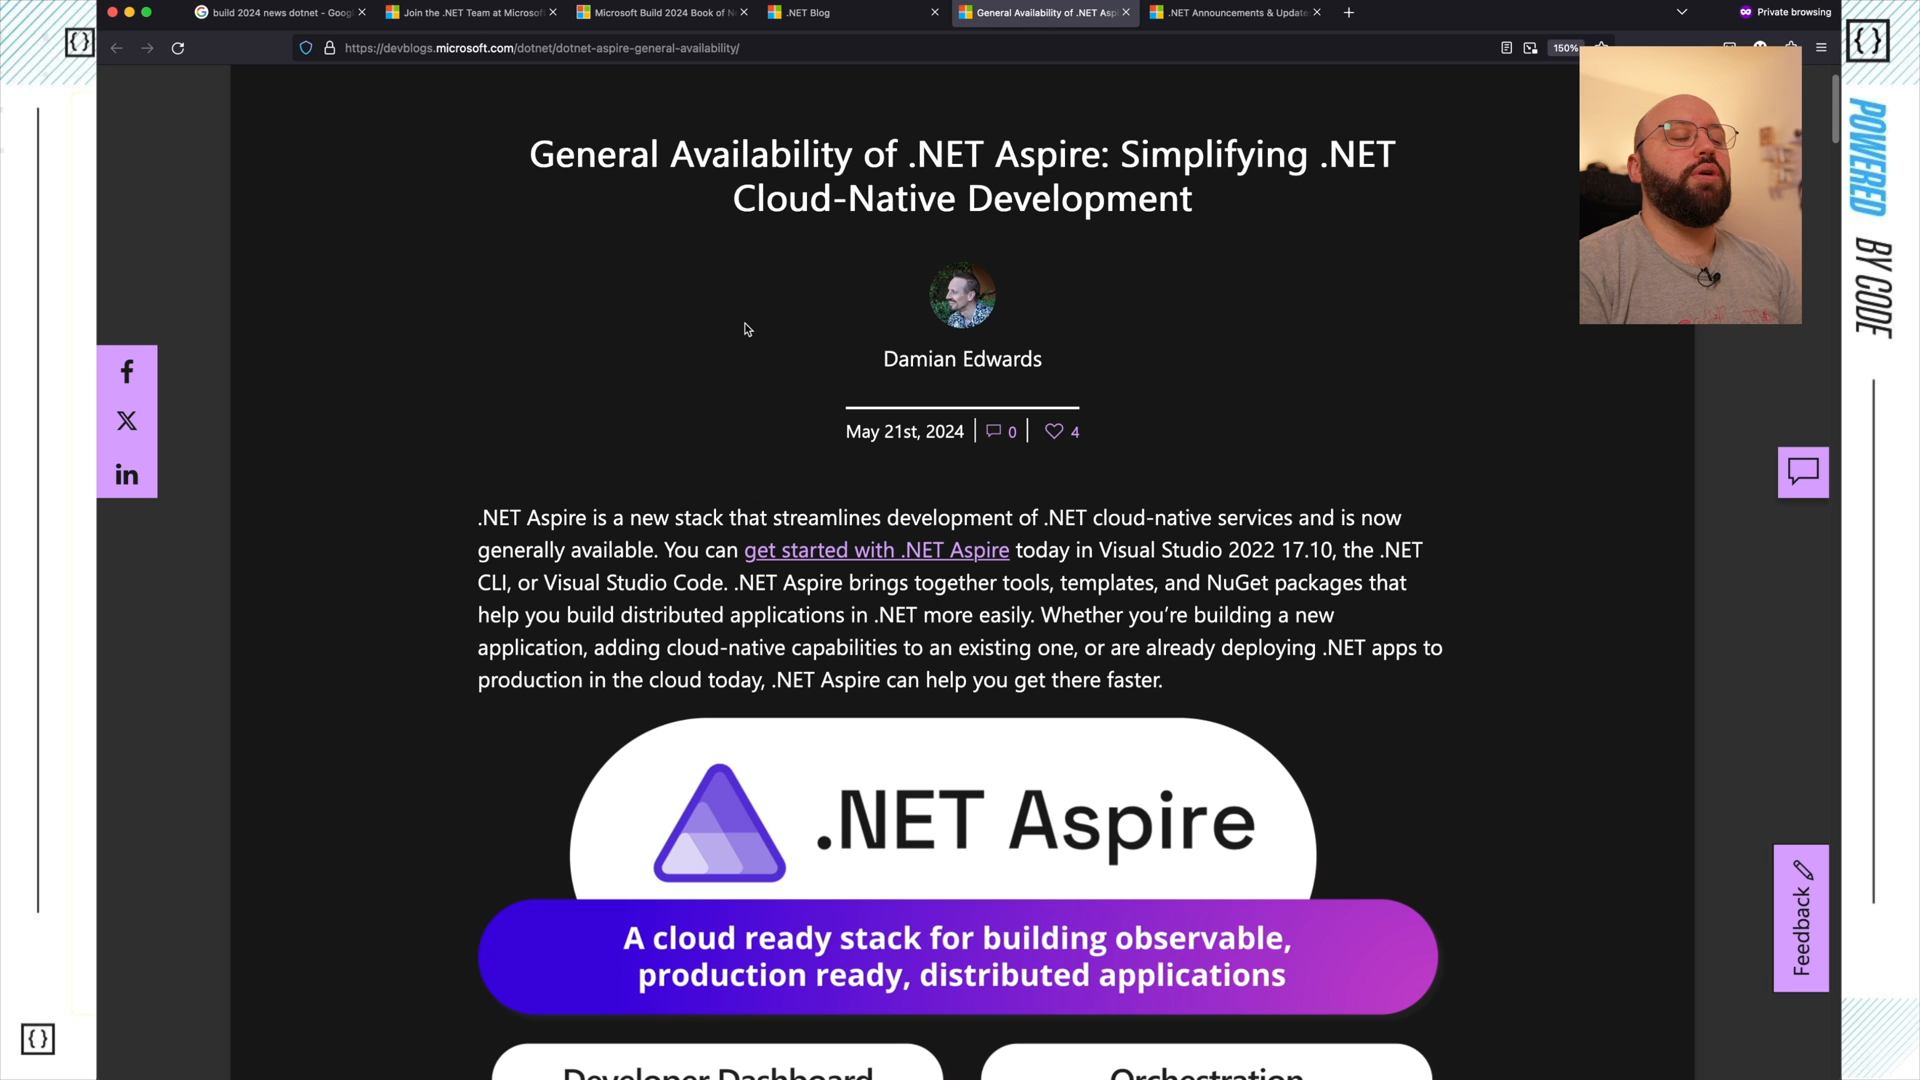 build 2024 news dotnet - Goog
Join the .NET Team at Microsof
Microsoft Build 2024 Book of N
.NET Blog
General Availability of .NET Asp
.NET Announcements & Update
Private browsing
https://devblogs.microsoft.com/dotnet/dotnet-aspire-general-availability/
150%
General Availability of .NET Aspire: Simplifying .NET
Cloud-Native Development
Damian Edwards
May 21st, 2024 0 4
.NET Aspire is a new stack that streamlines development of .NET cloud-native services and is now
generally available. You can get started with .NET Aspire today in Visual Studio 2022 17.10, the .NET
CLI, or Visual Studio Code. .NET Aspire brings together tools, templates, and NuGet packages that
help you build distributed applications in .NET more easily. Whether you’re building a new
application, adding cloud-native capabilities to an existing one, or are already deploying .NET apps to
production in the cloud today, .NET Aspire can help you get there faster.
.NET Aspire
A cloud ready stack for building observable,
production ready, distributed applications
Developer Dashboard
Orchestration
Feedback
POWERED BY CODE